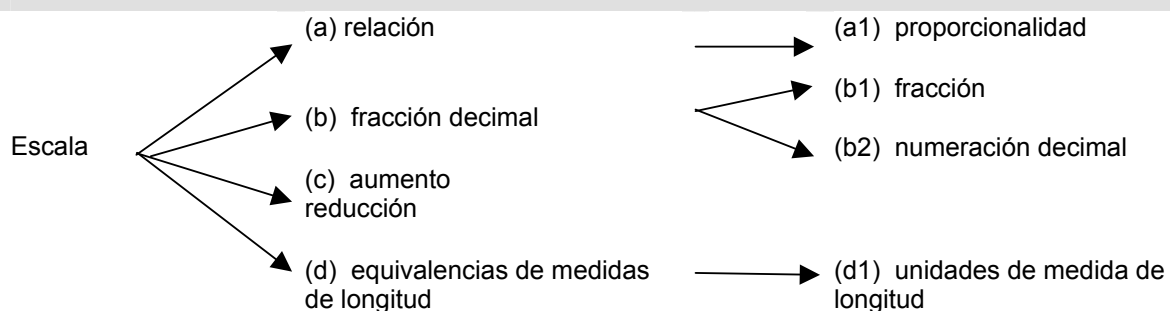 (a) relación
(a1) proporcionalidad
(b1) fracción
(b) fracción decimal
Escala
(b2) numeración decimal
(c) aumento
reducción
(d) equivalencias de medidas
de longitud
(d1) unidades de medida de
longitud